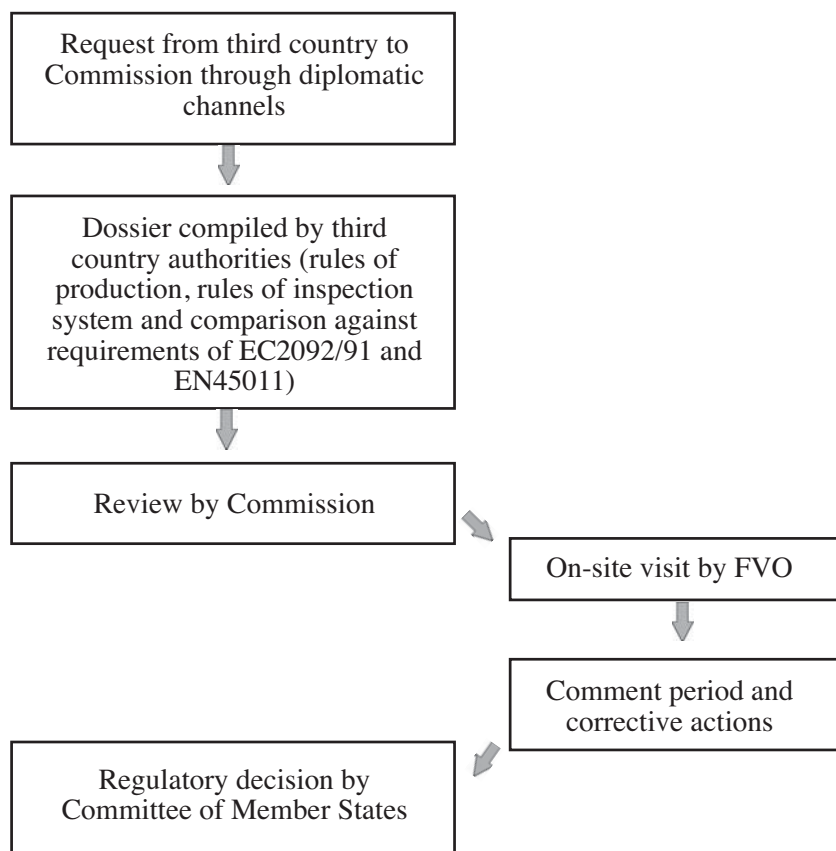 Request from third country to
Commission through diplomatic
channels
Dossier compiled by third
country authorities (rules of
production, rules of inspection
system and comparison against
requirements of EC2092/91 and
EN45011)
Review by Commission
On-site visit by FVO
Comment period and
corrective actions
Regulatory decision by
Committee of Member States